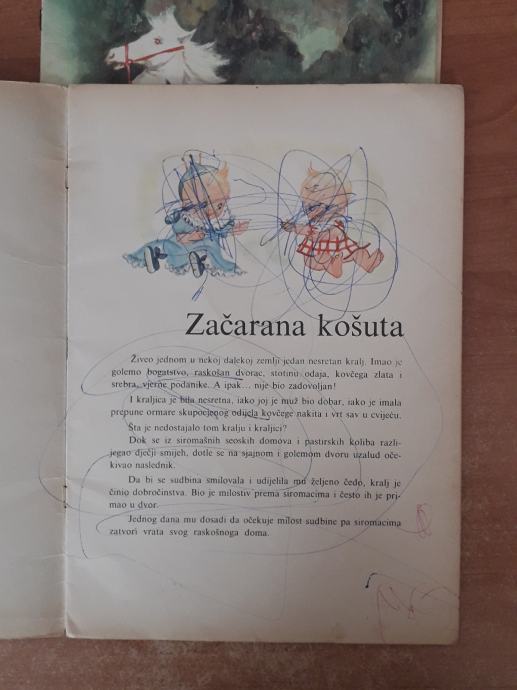 Začarana košuta
Živeo jednom u nekoj dalekoj zemlji jedan nesretan kralj. Imao je
golemo bogatstvo, raskošan dvorac, stotinu odaja, kovčega zlata i
srebra, vjerne podanike. A ipak... nije bio zadovoljan!
I kraljica je bila nesretna, iako joj je muž bio dobar, iako je imala
prepune ormare skupocjenog odijela kovčege nakita i vrt sav u cvijeću.
Šta je nedostajalo tom kralju i kraljici?
Dok se iz siromašnih seoskih domova i pastirskih koliba razli-
jegao dječji smijeh, dotle se na sjajnom i golemom dvoru uzalud oče-
kivao naslednik.
Da bi se sudbina smilovala i udijelila mu željeno čedo, kralj je
činio dobročinstva. Bio je milostiv prema siromacima i često ih je pri-
mao u dvor.
Jednog dana mu dosadi da očekuje milost sudbine pa siromacima
zatvori vrata svog raskošnoga doma.